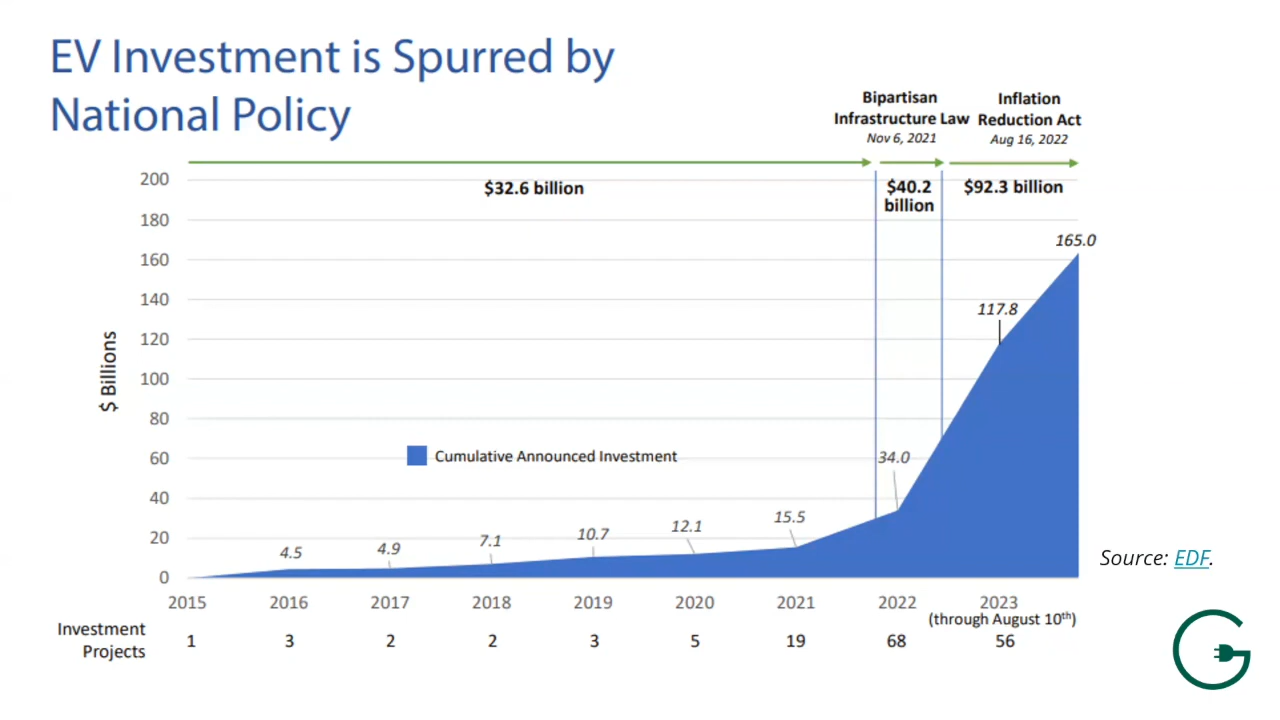 EV Investment is Spurred by
National Policy
Bipartisan
Infrastructure Law
Nov 6, 2021
Inflation
Reduction Act
Aug 16, 2022
$32.6 billion
$40.2
billion
$92.3 billion
$ Billions
200
180
160
140
120
100
80
60
40
20
0
Cumulative Announced Investment
4.5
4.9
7.1
10.7
12.1
15.5
34.0
117.8
165.0
2015 2016 2017 2018 2019 2020 2021 2022 2023
(through August 10th)
Investment
Projects
1 3 2 2 3 5 19 68 56
Source: EDF.
G